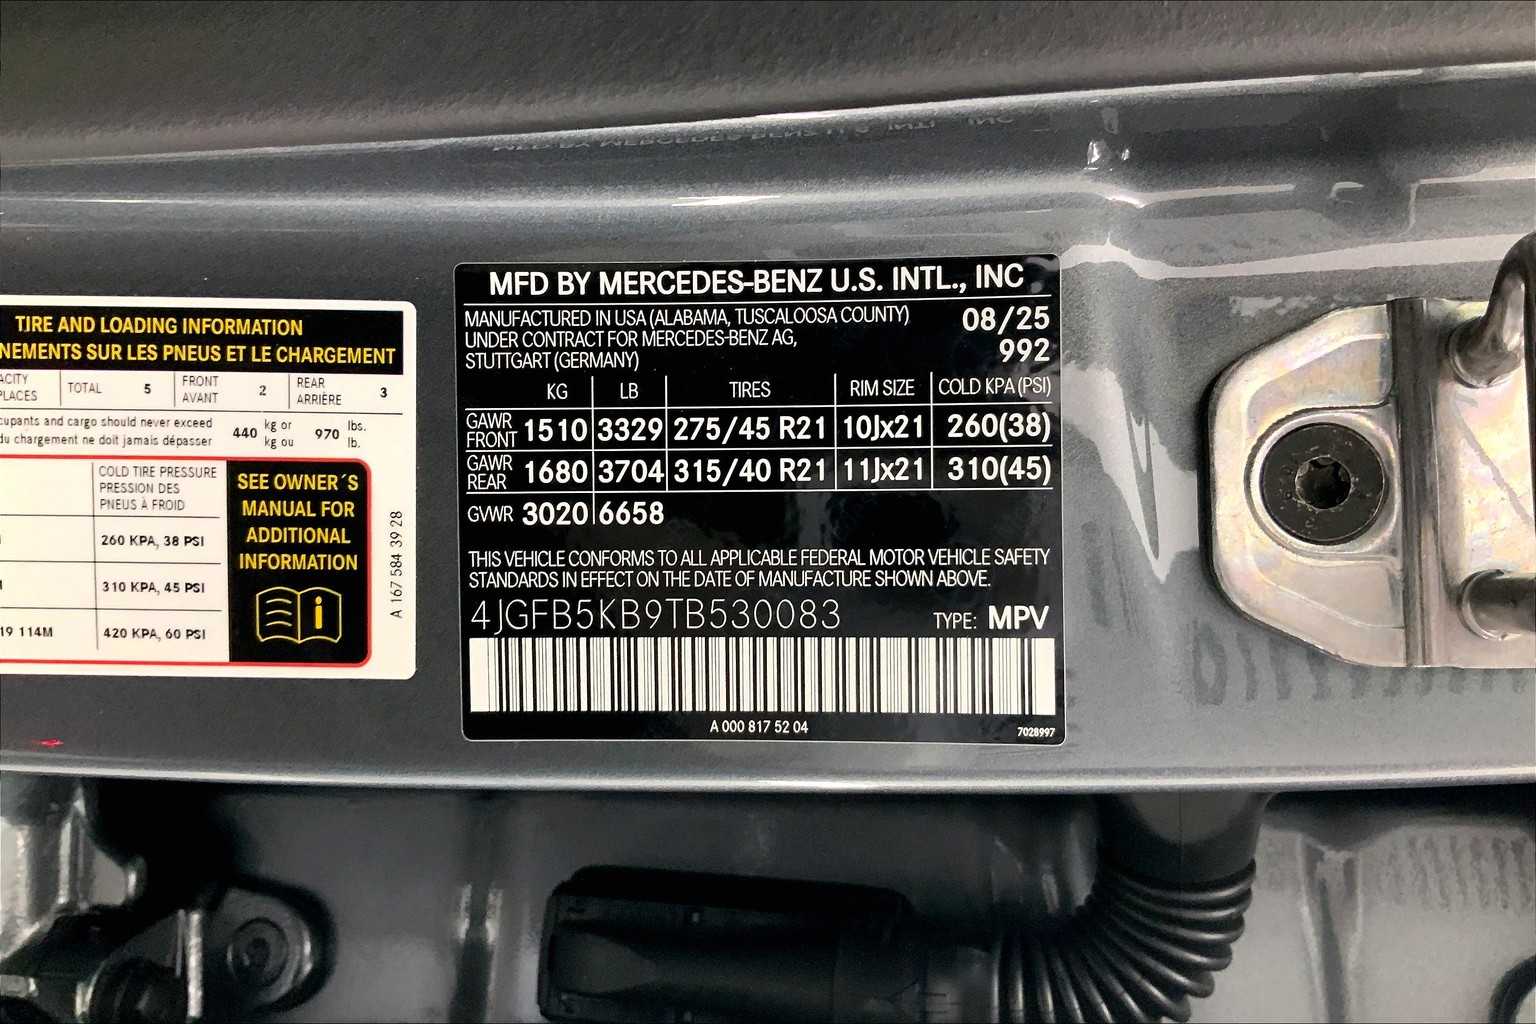 TIRE AND LOADING INFORMATION
SUR LES PNEUS ET LE CHARGEMENT
TOTAL 5
FRONT 2
AVANT
REAR 3
ARRIÈRE
and cargo should never exceed
du chargement ne doit jamais dépasser
440 kg or
kg ou
970 lbs.
lb.
COLD TIRE PRESSURE
PRESSION DES
PNEUS À FROID
260 KPA, 38 PSI
310 KPA, 45 PSI
114M
420 KPA, 60 PSI
SEE OWNER´S
MANUAL FOR
ADDITIONAL
INFORMATION
i
A 167 584 39 28
MFD BY MERCEDES-BENZ U.S. INTL., INC
MANUFACTURED IN USA (ALABAMA, TUSCALOOSA COUNTY) 08/25
UNDER CONTRACT FOR MERCEDES-BENZ AG, 992
STUTTGART (GERMANY)
KG LB TIRES RIM SIZE COLD KPA (PSI)
GAWR
FRONT 1510 3329 275/45 R21 10Jx21 260(38)
GAWR
REAR 1680 3704 315/40 R21 11Jx21 310(45)
GVWR 3020 6658
THIS VEHICLE CONFORMS TO ALL APPLICABLE FEDERAL MOTOR VEHICLE SAFETY
STANDARDS IN EFFECT ON THE DATE OF MANUFACTURE SHOWN ABOVE.
4JGFB5KB9TB530083 TYPE: MPV
A 000 817 52 04
7028997